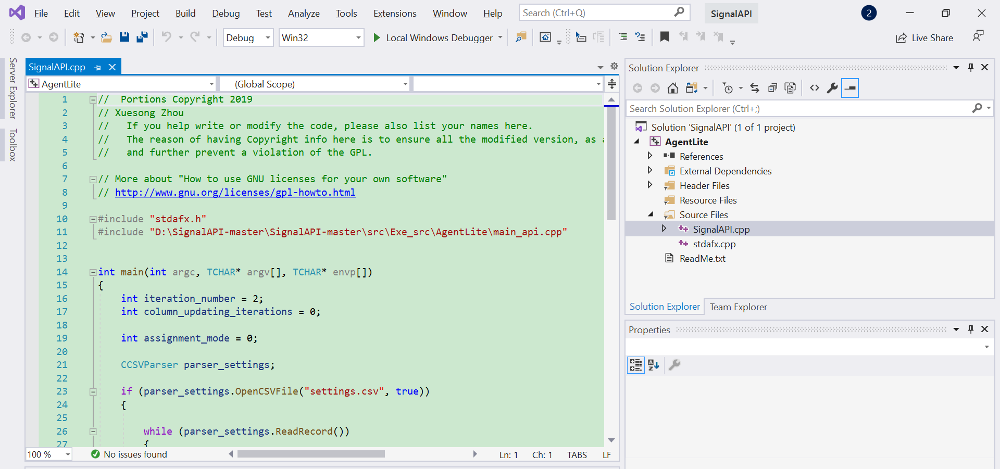 File Edit View Project Build Debug Test Analyze Tools Extensions Window Help Search (Ctrl+Q) SignalAPI 2
Debug Win32 Local Windows Debugger Live Share
Server Explorer
Toolbox
SignalAPI.cpp
AgentLite (Global Scope)
1 //  Portions Copyright 2019
2 // Xuesong Zhou
3 //   If you help write or modify the code, please also list your names here.
4 //   The reason of having Copyright info here is to ensure all the modified version, as
5 //   and further prevent a violation of the GPL.
6
7 // More about "How to use GNU licenses for your own software"
8 // http://www.gnu.org/licenses/gpl-howto.html
9
10 #include "stdafx.h"
11 #include "D:\SignalAPI-master\SignalAPI-master\src\Exe_src\AgentLite\main_api.cpp"
12
13
14 int main(int argc, TCHAR* argv[], TCHAR* envp[])
15 {
16     int iteration_number = 2;
17     int column_updating_iterations = 0;
18
19     int assignment_mode = 0;
20
21     CCSVParser parser_settings;
22
23     if (parser_settings.OpenCSVFile("settings.csv", true))
24     {
25
26         while (parser_settings.ReadRecord())
27         {
100 % No issues found Ln: 1 Ch: 1 TABS LF
Solution Explorer
Search Solution Explorer (Ctrl+;)
Solution 'SignalAPI' (1 of 1 project)
AgentLite
References
External Dependencies
Header Files
Resource Files
Source Files
SignalAPI.cpp
stdafx.cpp
ReadMe.txt
Solution Explorer Team Explorer
Properties